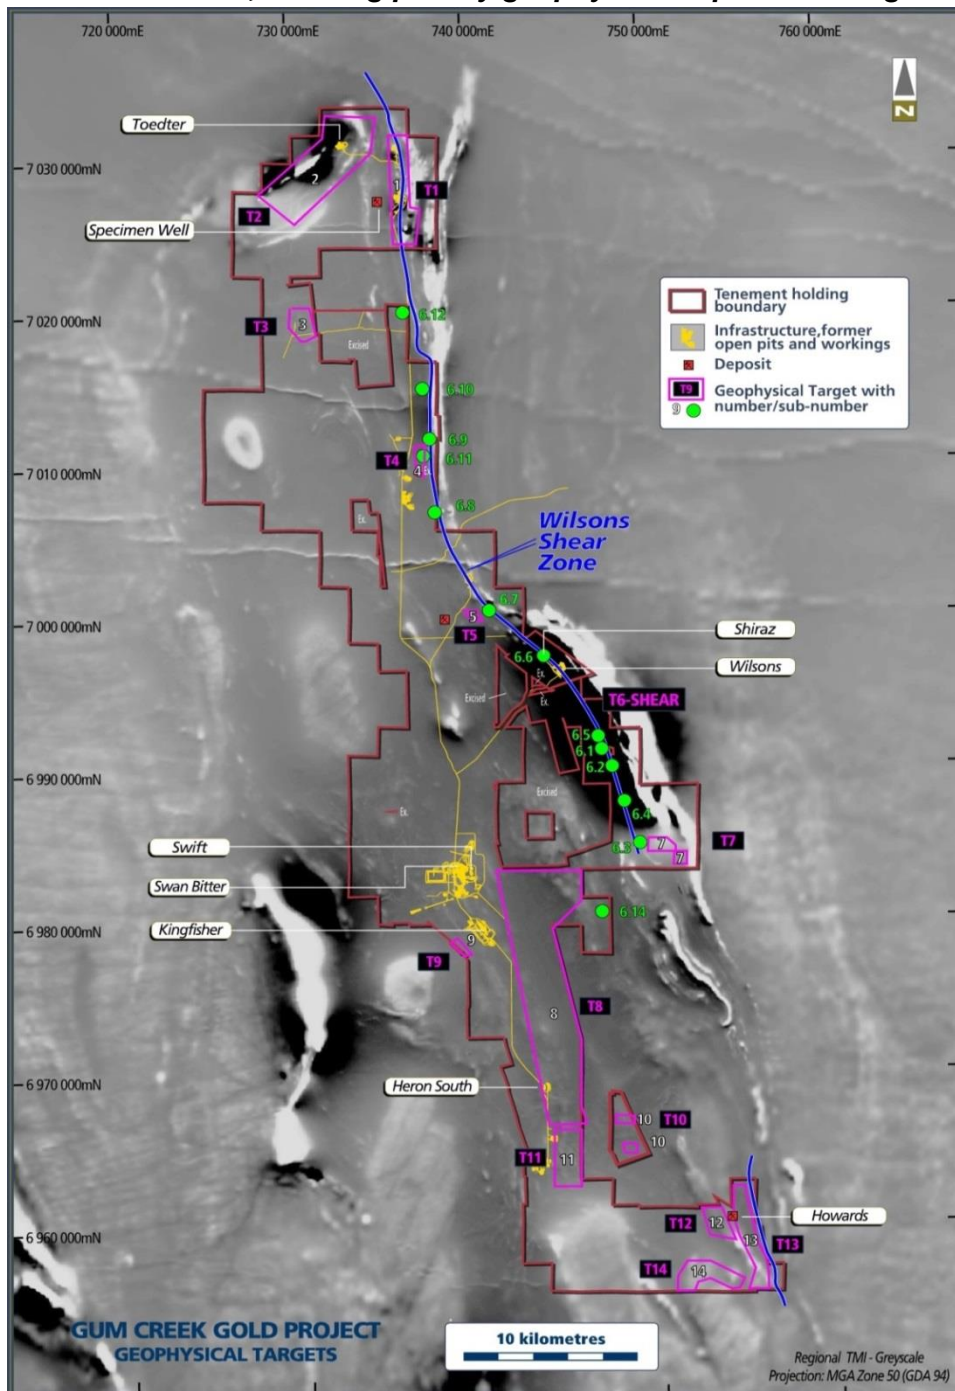 720 000mE
730 000mE
740 000mE
750 000mE
760 000mE
N
Toedter
7 030 000mN
2
1
T1
T2
Specimen Well
Tenement holding
boundary
Infrastructure, former
open pits and workings
Deposit
T9
Geophysical Target with
9
number/sub-number
7 020 000mN
T3
3
6.12
Excised
6.10
6.9
T4
6.11
4
Ex.
7 010 000mN
6.8
Ex.
Wilsons
Shear
Zone
6.7
5
7 000 000mN
T5
Shiraz
6.6
Wilsons
Ex.
Excised
Ex.
T6-SHEAR
6.5
6.1
6.2
6 990 000mN
Excised
6.4
Ex.
6.3
7
T7
7
Swift
Swan Bitter
6.14
Kingfisher
6 980 000mN
9
T9
T8
8
6 970 000mN
Heron South
10
T10
10
T11
11
T12
12
Howards
6 960 000mN
13
T13
T14
14
GUM CREEK GOLD PROJECT
GEOPHYSICAL TARGETS
10 kilometres
Regional TMI - Greyscale
Projection: MGA Zone 50 (GDA 94)